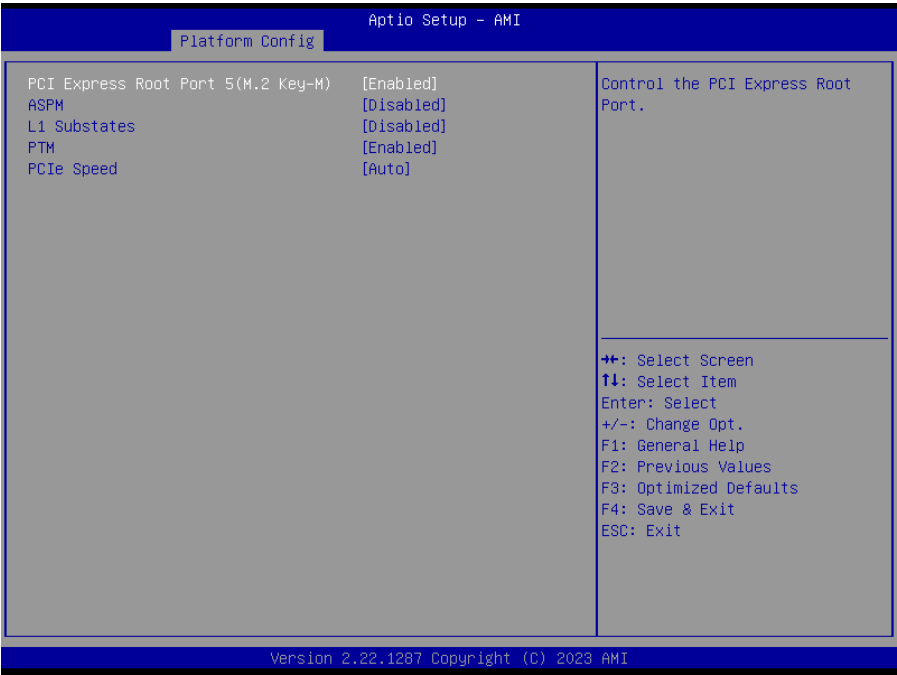 Aptio Setup – AMI
Platform Config
PCI Express Root Port 5(M.2 Key-M) [Enabled]
ASPM [Disabled]
L1 Substates [Disabled]
PTM [Enabled]
PCIe Speed [Auto]
Control the PCI Express Root
Port.
→←: Select Screen
↑↓: Select Item
Enter: Select
+/-: Change Opt.
F1: General Help
F2: Previous Values
F3: Optimized Defaults
F4: Save & Exit
ESC: Exit
Version 2.22.1287 Copyright (C) 2023 AMI